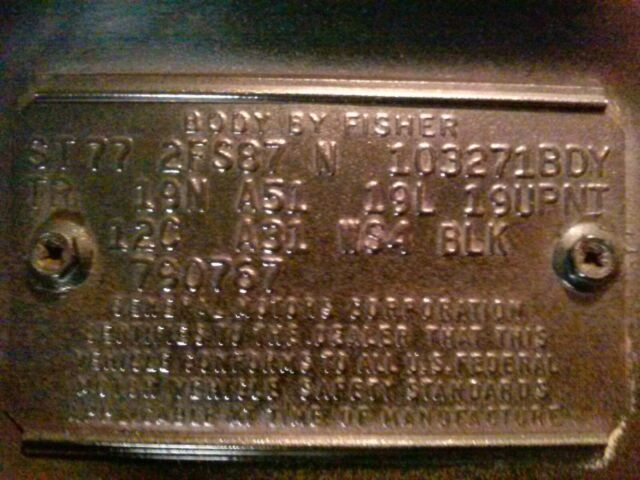 BODY BY FISHER
ST 77 2FS87 N 103271BDY
TR 19N A51 19L 19UPNT
12C A31 WS4 BLK
7S0767
GENERAL MOTORS CORPORATION
CERTIFIES TO THE DEALER THAT THIS
VEHICLE CONFORMS TO ALL U.S. FEDERAL
MOTOR VEHICLE SAFETY STANDARDS
APPLICABLE AT TIME OF MANUFACTURE